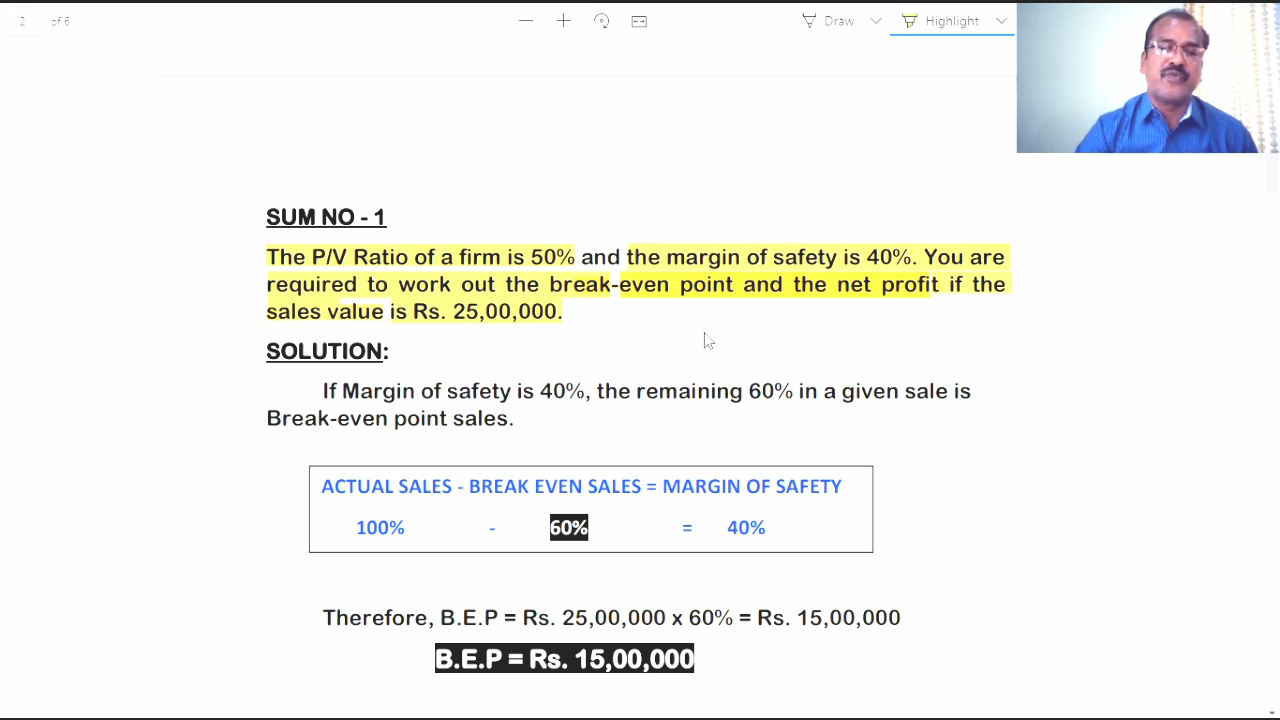 2 of 6
Draw
Highlight
SUM NO - 1
The P/V Ratio of a firm is 50% and the margin of safety is 40%. You are
required to work out the break-even point and the net profit if the
sales value is Rs. 25,00,000.
SOLUTION:
If Margin of safety is 40%, the remaining 60% in a given sale is
Break-even point sales.
ACTUAL SALES - BREAK EVEN SALES = MARGIN OF SAFETY
100% - 60% = 40%
Therefore, B.E.P = Rs. 25,00,000 x 60% = Rs. 15,00,000
B.E.P = Rs. 15,00,000